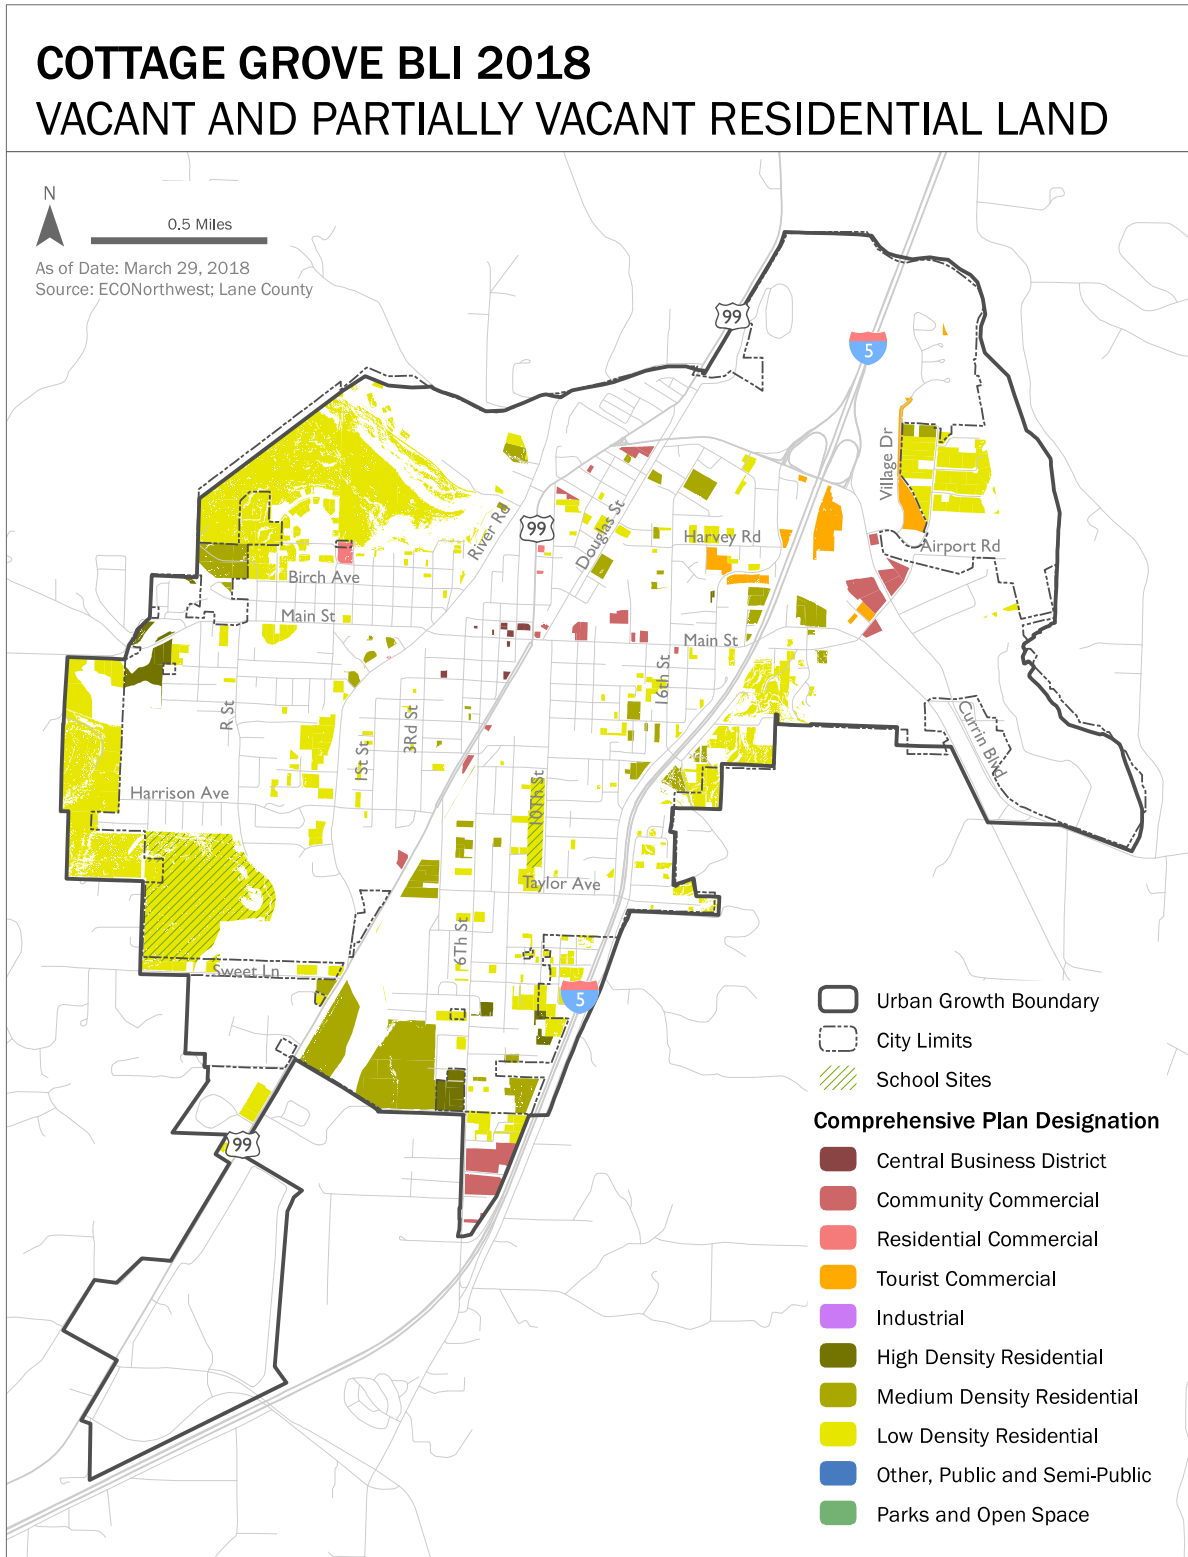 COTTAGE GROVE BLI 2018
VACANT AND PARTIALLY VACANT RESIDENTIAL LAND
N
0.5 Miles
As of Date: March 29, 2018
Source: ECONorthwest; Lane County
99
5
Village Dr
River Rd
99
Douglas St
Harvey Rd
Airport Rd
Birch Ave
Main St
Main St
16th St
R St
3Rd St
1St St
Currin Blvd
Harrison Ave
10Th St
Taylor Ave
6Th St
Sweet Ln
5
99
Urban Growth Boundary
City Limits
School Sites
Comprehensive Plan Designation
Central Business District
Community Commercial
Residential Commercial
Tourist Commercial
Industrial
High Density Residential
Medium Density Residential
Low Density Residential
Other, Public and Semi-Public
Parks and Open Space